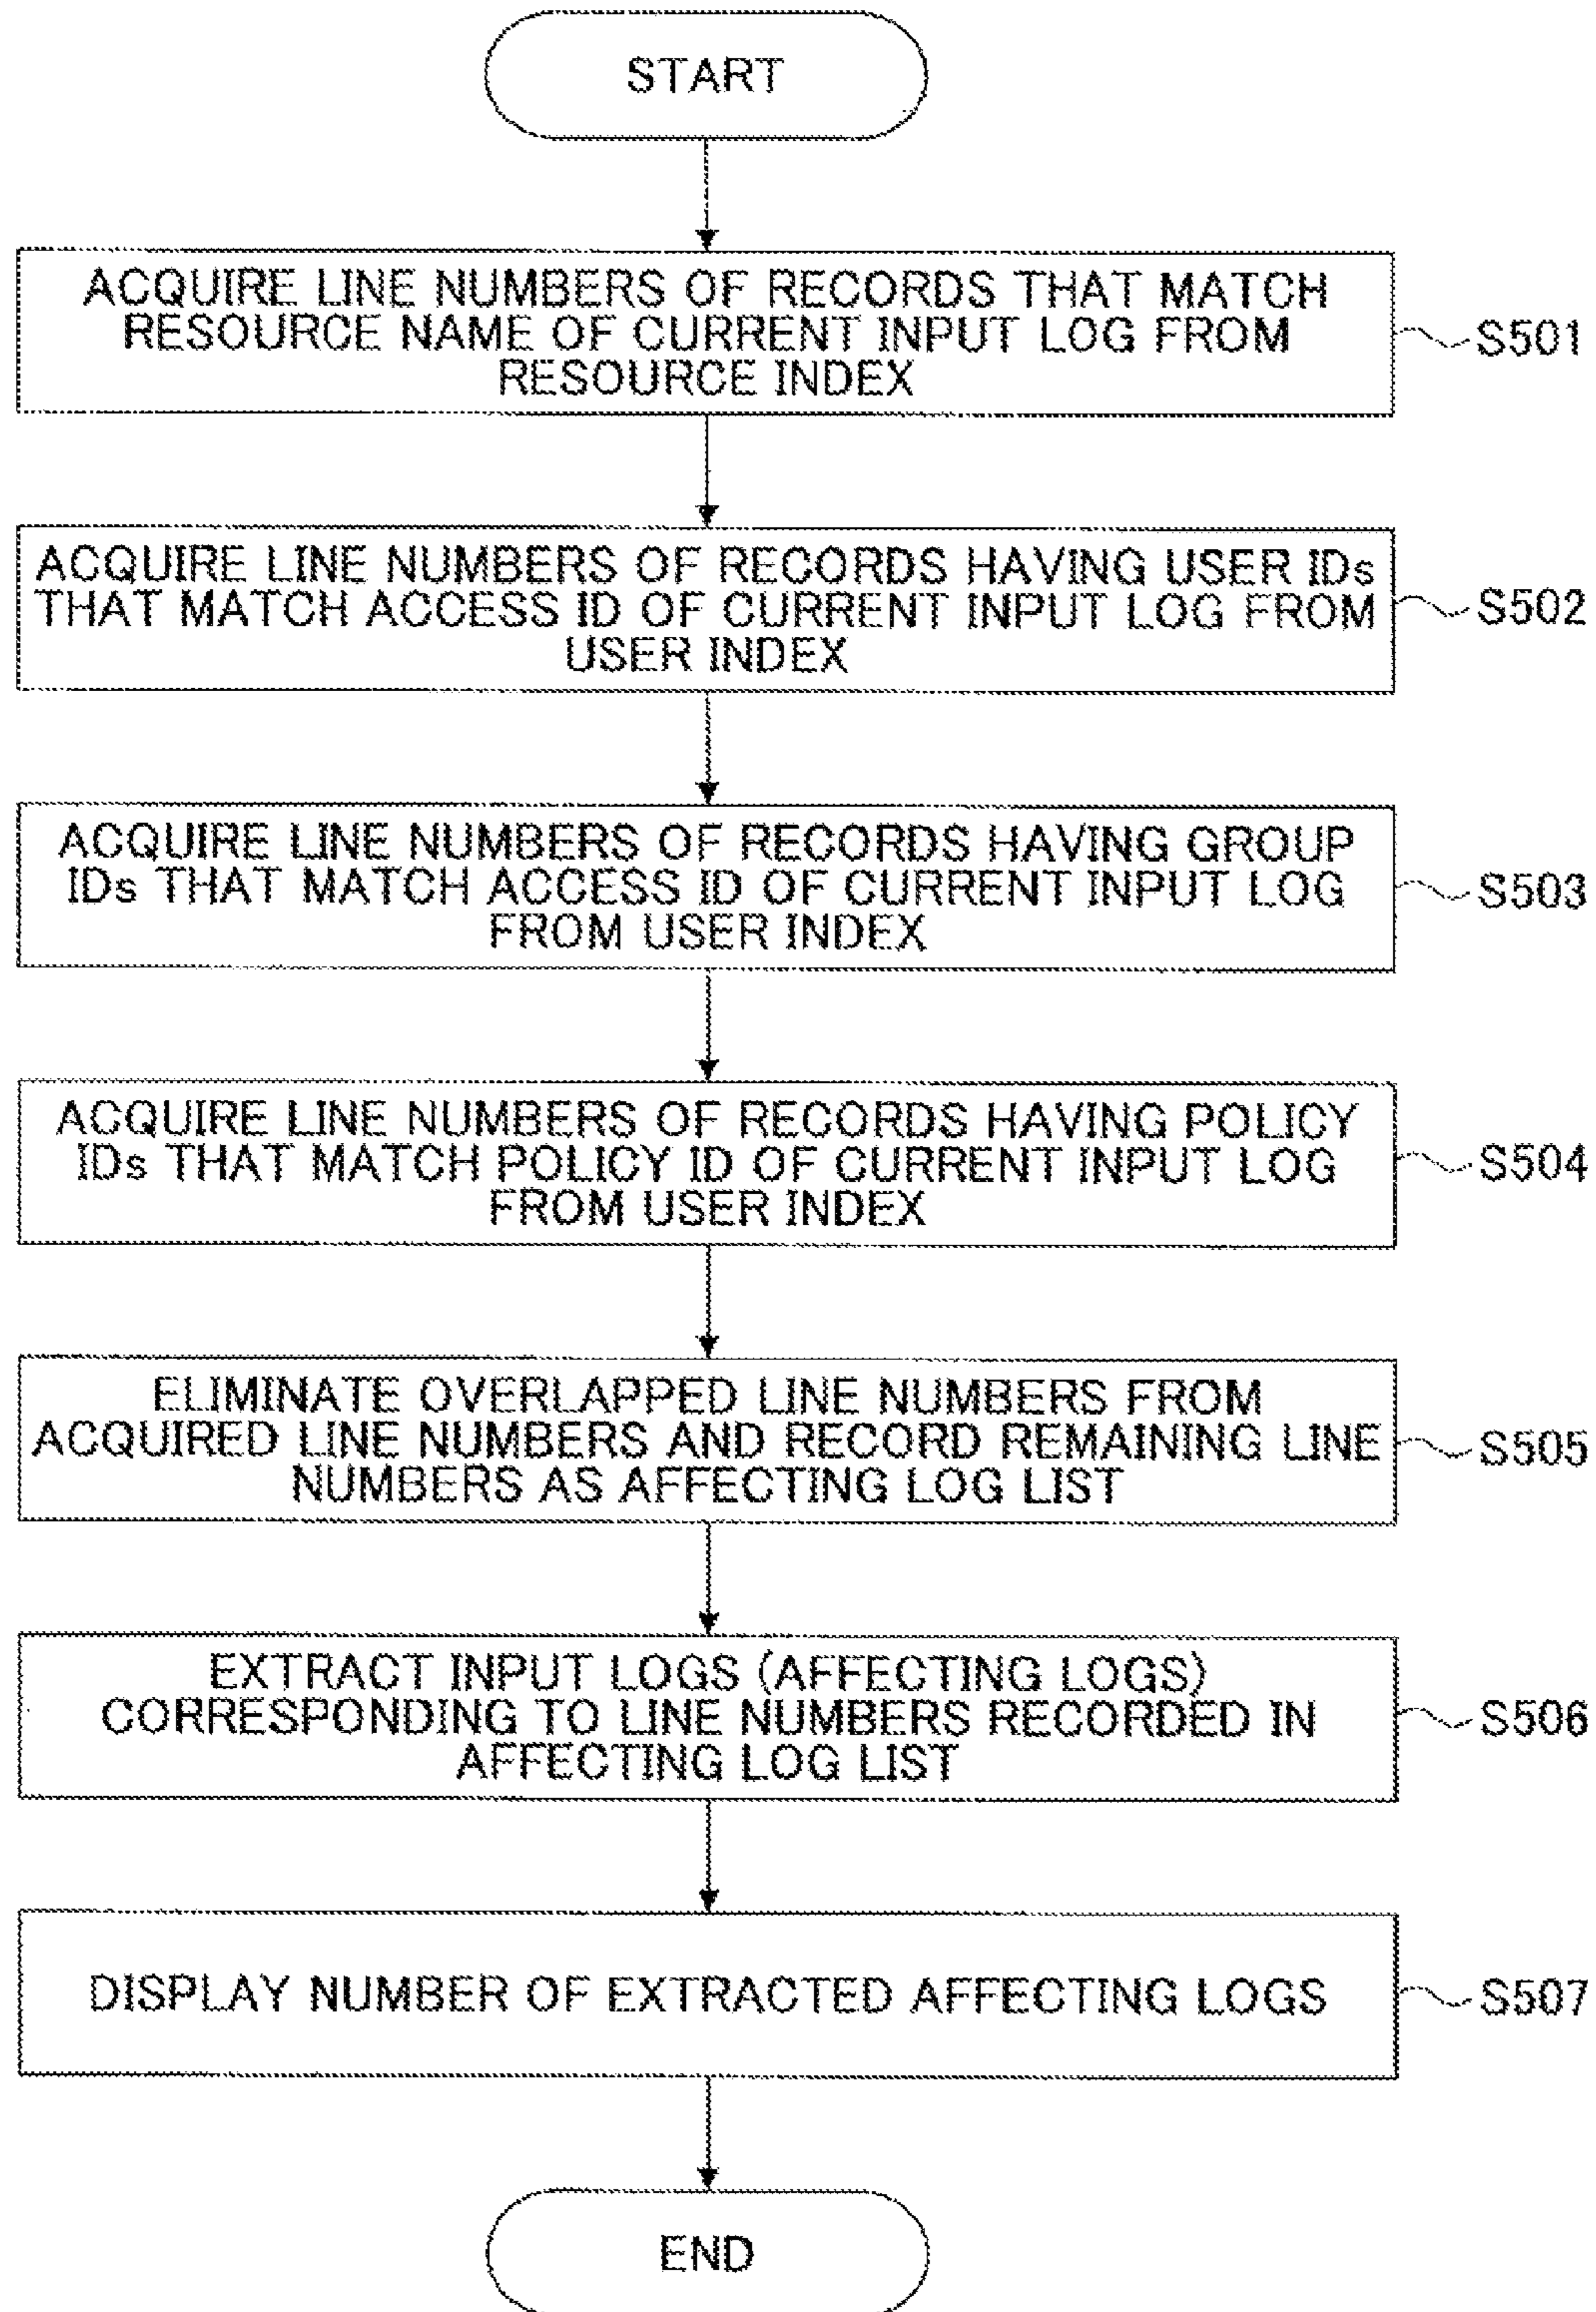 START
ACQUIRE LINE NUMBERS OF RECORDS THAT MATCH
RESOURCE NAME OF CURRENT INPUT LOG FROM
RESOURCE INDEX
S501
ACQUIRE LINE NUMBERS OF RECORDS HAVING USER IDs
THAT MATCH ACCESS ID OF CURRENT INPUT LOG FROM
USER INDEX
S502
ACQUIRE LINE NUMBERS OF RECORDS HAVING GROUP
IDs THAT MATCH ACCESS ID OF CURRENT INPUT LOG
FROM USER INDEX
S503
ACQUIRE LINE NUMBERS OF RECORDS HAVING POLICY
IDs THAT MATCH POLICY ID OF CURRENT INPUT LOG
FROM USER INDEX
S504
ELIMINATE OVERLAPPED LINE NUMBERS FROM
ACQUIRED LINE NUMBERS AND RECORD REMAINING LINE
NUMBERS AS AFFECTING LOG LIST
S505
EXTRACT INPUT LOGS (AFFECTING LOGS)
CORRESPONDING TO LINE NUMBERS RECORDED IN
AFFECTING LOG LIST
S506
DISPLAY NUMBER OF EXTRACTED AFFECTING LOGS
S507
END